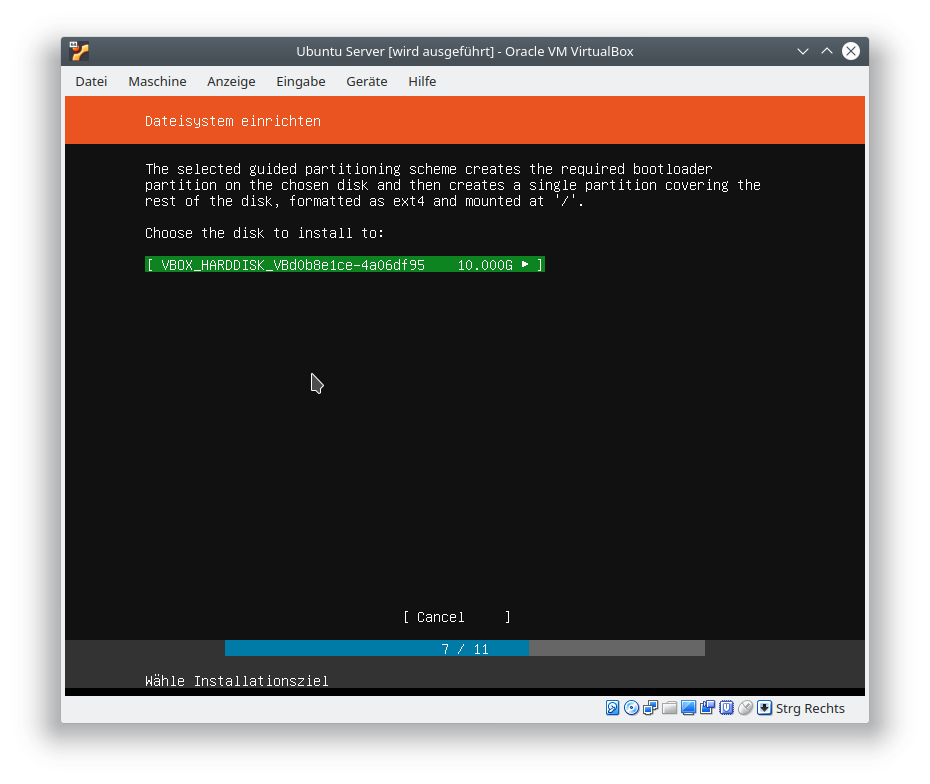 Ubuntu Server [wird ausgeführt] - Oracle VM VirtualBox
Datei Maschine Anzeige Eingabe Geräte Hilfe
Dateisystem einrichten
The selected guided partitioning scheme creates the required bootloader
partition on the chosen disk and then creates a single partition covering the
rest of the disk, formatted as ext4 and mounted at '/'.
Choose the disk to install to:
[ VBOX_HARDDISK_VBd0b8e1ce-4a06df95 10.000G ▸ ]
[ Cancel ]
7 / 11
Wähle Installationsziel
Strg Rechts